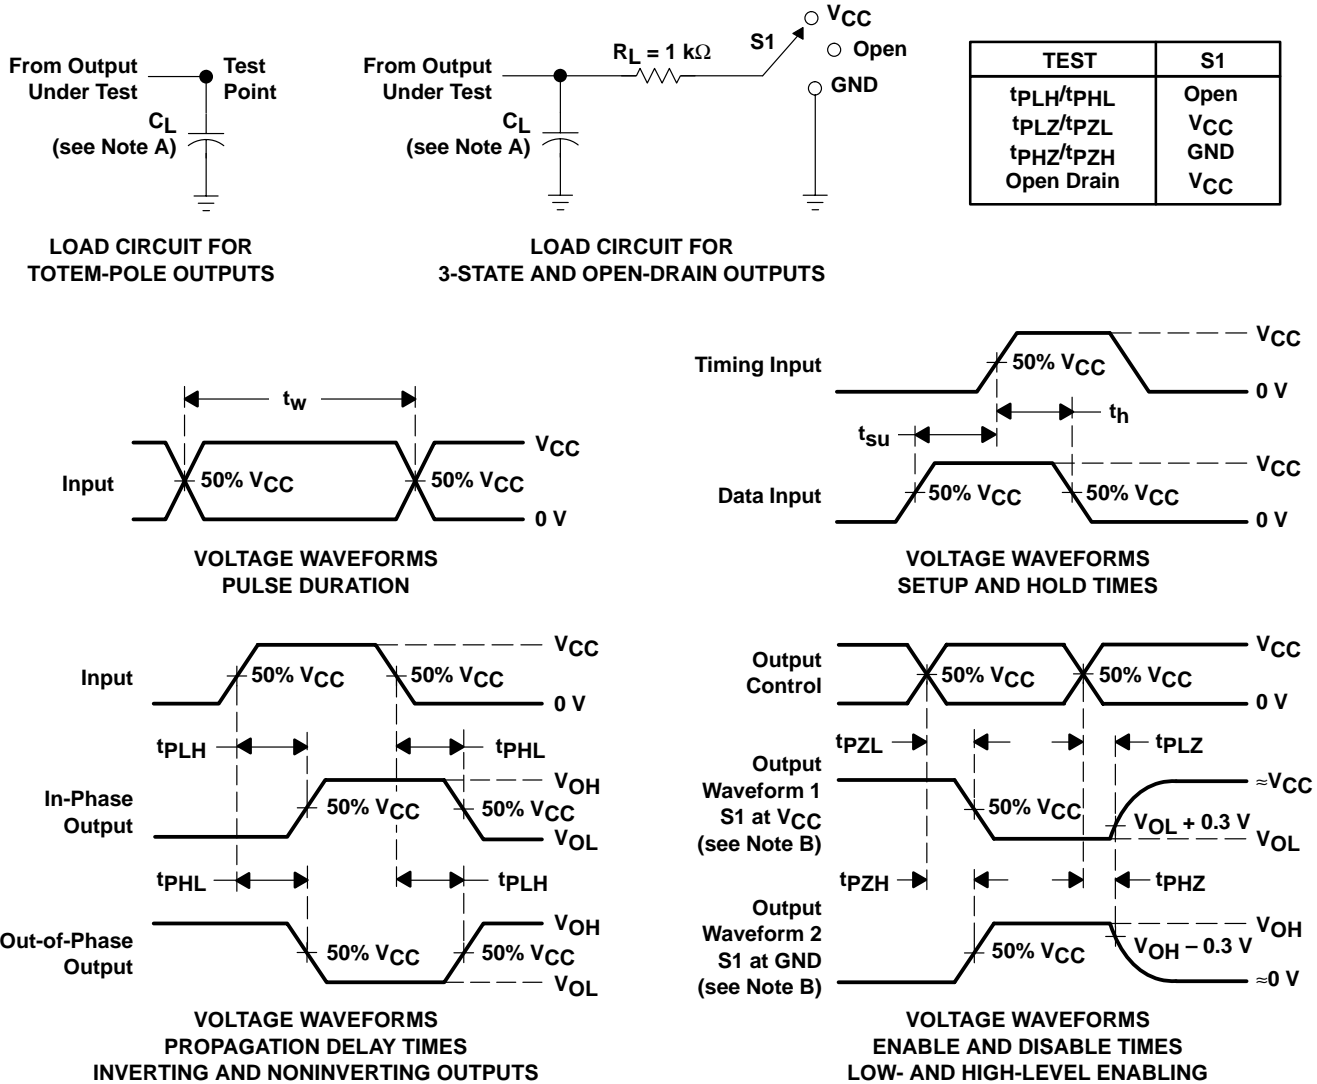 From Output
Under Test
Test
Point
CL
(see Note A)
LOAD CIRCUIT FOR
TOTEM-POLE OUTPUTS
From Output
Under Test
RL = 1 kΩ
S1
VCC
Open
GND
CL
(see Note A)
LOAD CIRCUIT FOR
3-STATE AND OPEN-DRAIN OUTPUTS
TEST S1
tPLH/tPHL Open
tPLZ/tPZL VCC
tPHZ/tPZH GND
Open Drain VCC
tw
Input
VCC
50% VCC
50% VCC
0 V
VOLTAGE WAVEFORMS
PULSE DURATION
Timing Input
VCC
50% VCC
0 V
th
tsu
Data Input
VCC
50% VCC
50% VCC
0 V
VOLTAGE WAVEFORMS
SETUP AND HOLD TIMES
Input
VCC
50% VCC
50% VCC
0 V
tPLH
tPHL
In-Phase
Output
VOH
50% VCC
50% VCC
VOL
tPHL
tPLH
Out-of-Phase
Output
VOH
50% VCC
50% VCC
VOL
VOLTAGE WAVEFORMS
PROPAGATION DELAY TIMES
INVERTING AND NONINVERTING OUTPUTS
Output
Control
VCC
50% VCC
50% VCC
0 V
tPZL
tPLZ
Output
Waveform 1
S1 at VCC
(see Note B)
≈VCC
50% VCC
VOL + 0.3 V
VOL
tPZH
tPHZ
Output
Waveform 2
S1 at GND
(see Note B)
VOH
50% VCC
VOH − 0.3 V
≈0 V
VOLTAGE WAVEFORMS
ENABLE AND DISABLE TIMES
LOW- AND HIGH-LEVEL ENABLING